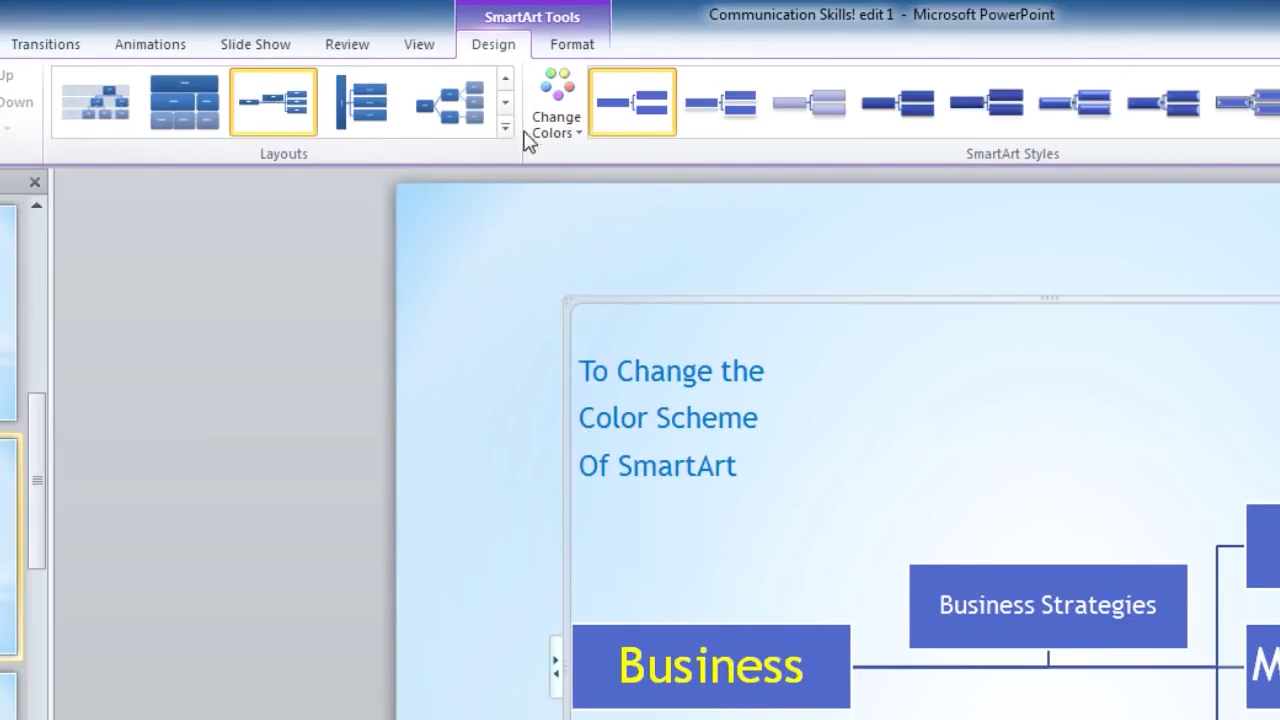 SmartArt Tools
Communication Skills! edit 1 - Microsoft PowerPoint
Transitions Animations Slide Show Review View Design Format
Up
Down
Change
Colors
Layouts
SmartArt Styles
To Change the
Color Scheme
Of SmartArt
Business Strategies
Business
M